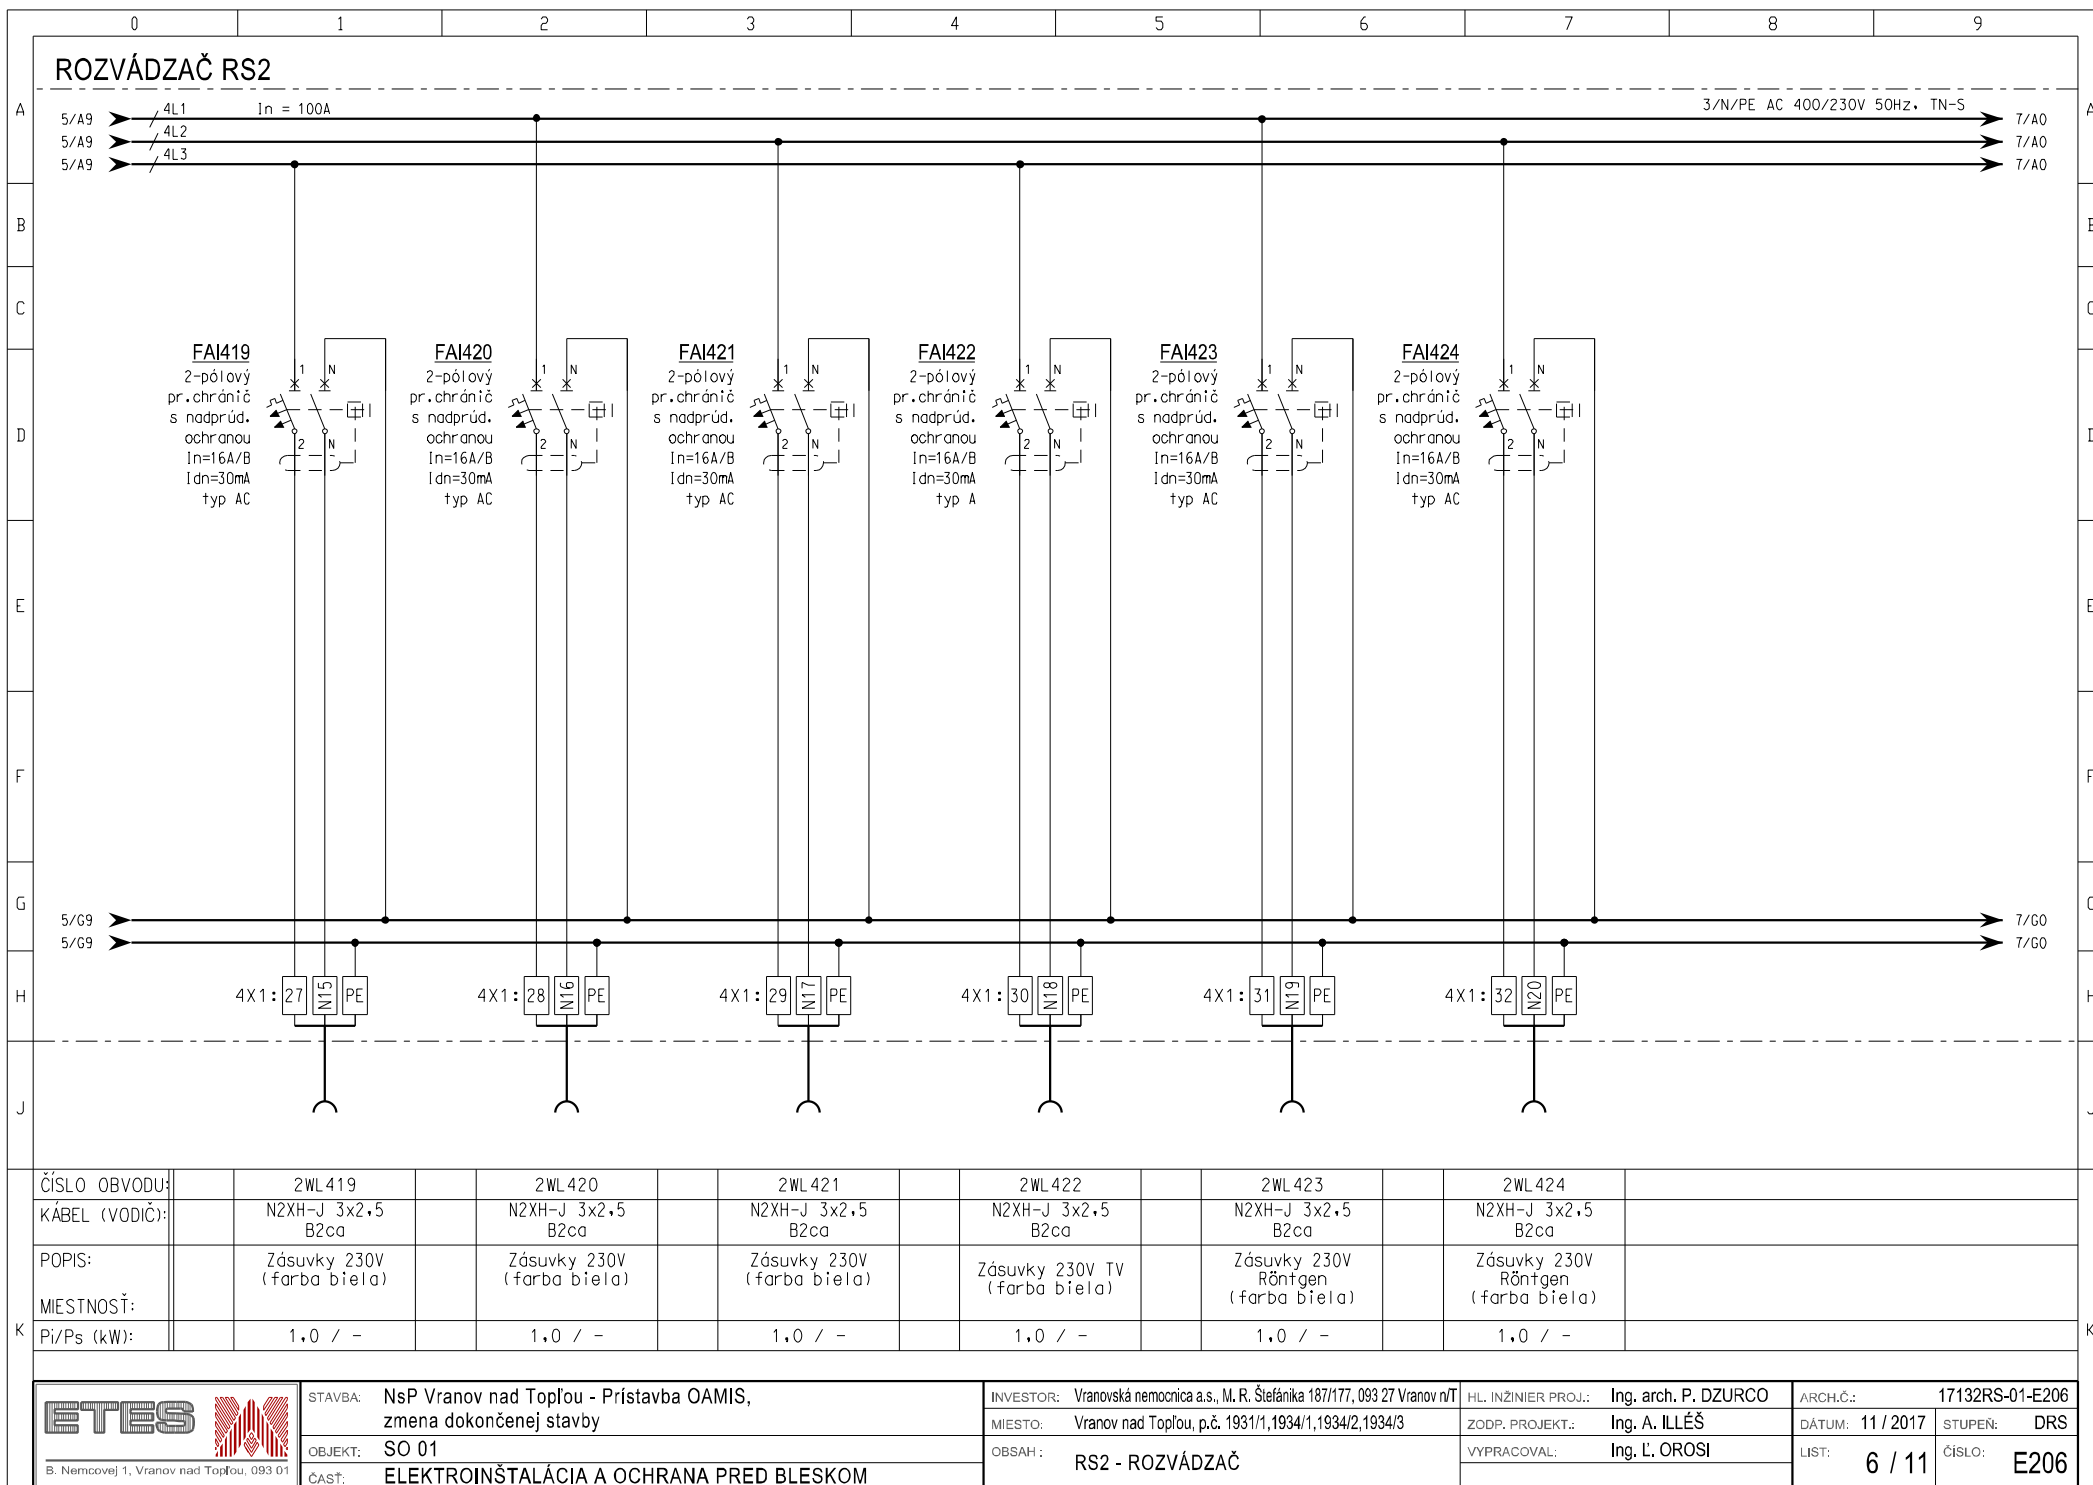 0 1 2 3 4 5 6 7 8 9
ROZVÁDZAČ RS2
A A
5/A9 4L1 In = 100A 3/N/PE AC 400/230V 50Hz, TN-S 7/A0
5/A9 4L2 7/A0
5/A9 4L3 7/A0
B B
C C
FAI419
2-pólový
pr.chránič
s nadprúd.
ochranou
In=16A/B
Idn=30mA
typ AC
1 N
2 N
FAI420
2-pólový
pr.chránič
s nadprúd.
ochranou
In=16A/B
Idn=30mA
typ AC
1 N
2 N
FAI421
2-pólový
pr.chránič
s nadprúd.
ochranou
In=16A/B
Idn=30mA
typ AC
1 N
2 N
FAI422
2-pólový
pr.chránič
s nadprúd.
ochranou
In=16A/B
Idn=30mA
typ A
1 N
2 N
FAI423
2-pólový
pr.chránič
s nadprúd.
ochranou
In=16A/B
Idn=30mA
typ AC
1 N
2 N
FAI424
2-pólový
pr.chránič
s nadprúd.
ochranou
In=16A/B
Idn=30mA
typ AC
1 N
2 N
D D
E E
F F
G G
5/G9 7/G0
5/G9 7/G0
H 4X1: 27 N15 PE 4X1: 28 N16 PE 4X1: 29 N17 PE 4X1: 30 N18 PE 4X1: 31 N19 PE 4X1: 32 N20 PE H
J J
ČÍSLO OBVODU: 2WL419 2WL420 2WL421 2WL422 2WL423 2WL424
KÁBEL (VODIČ): N2XH-J 3x2,5 N2XH-J 3x2,5 N2XH-J 3x2,5 N2XH-J 3x2,5 N2XH-J 3x2,5 N2XH-J 3x2,5
B2ca B2ca B2ca B2ca B2ca B2ca
POPIS:
MIESTNOSŤ:
Zásuvky 230V
(farba biela)
Zásuvky 230V
(farba biela)
Zásuvky 230V
(farba biela)
Zásuvky 230V TV
(farba biela)
Zásuvky 230V
Röntgen
(farba biela)
Zásuvky 230V
Röntgen
(farba biela)
K K
Pi/Ps (kW): 1,0 / - 1,0 / - 1,0 / - 1,0 / - 1,0 / - 1,0 / -
ETES
B. Nemcovej 1, Vranov nad Topľou, 093 01
STAVBA: NsP Vranov nad Topľou - Prístavba OAMIS,
zmena dokončenej stavby
OBJEKT: SO 01
ČASŤ: ELEKTROINŠTALÁCIA A OCHRANA PRED BLESKOM
INVESTOR: Vranovská nemocnica a.s., M. R. Štefánika 187/177, 093 27 Vranov n/T
MIESTO: Vranov nad Topľou, p.č. 1931/1,1934/1,1934/2,1934/3
OBSAH : RS2 - ROZVÁDZAČ
HL. INŽINIER PROJ.: Ing. arch. P. DZURCO
ZODP. PROJEKT.: Ing. A. ILLÉŠ
VYPRACOVAL: Ing. Ľ. OROSI
ARCH.Č.: 17132RS-01-E206
DÁTUM: 11 / 2017 STUPEŇ: DRS
LIST: 6 / 11 ČÍSLO: E206